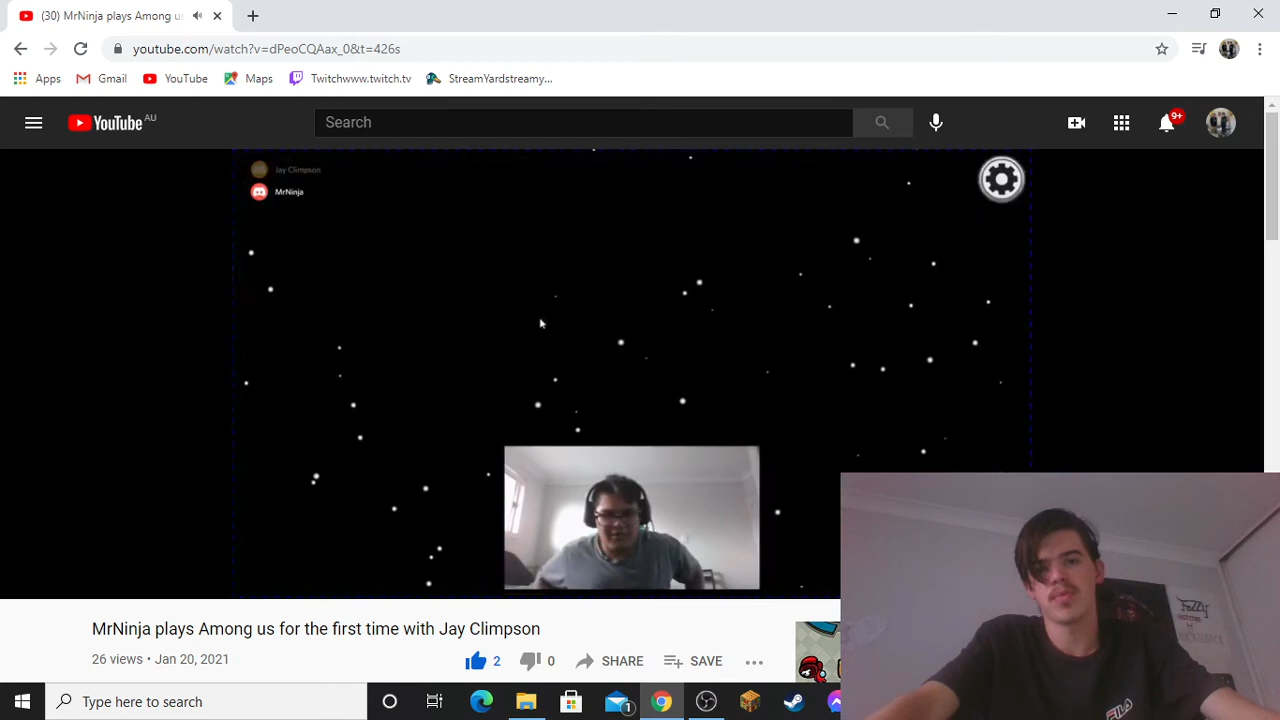 (30) MrNinja plays Among us
youtube.com/watch?v=dPeoCQAax_0&t=426s
Apps Gmail YouTube Maps Twitchwww.twitch.tv StreamYardstreamy...
YouTube AU Search 9+
Jay Climpson
MrNinja
MrNinja plays Among us for the first time with Jay Climpson
26 views • Jan 20, 2021 2 0 SHARE SAVE ...
FILA
Type here to search 1